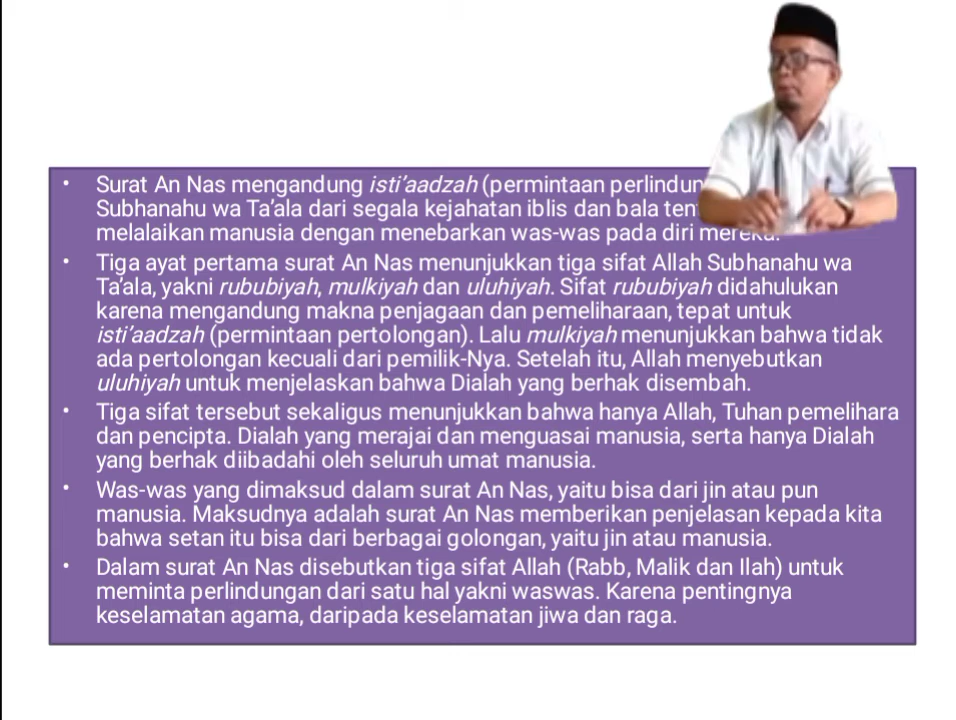 • Surat An Nas mengandung isti'aadzah (permintaan
Subhanahu wa Ta'ala dari segala kejahatan iblis dan bala
melalaikan manusia dengan menebarkan was-was pada diri mereka.
• Tiga ayat pertama surat An Nas menunjukkan tiga sifat Allah Subhanahu wa
Ta'ala, yakni rububiyah, mulkiyah dan uluhiyah. Sifat rububiyah didahulukan
karena mengandung makna penjagaan dan pemeliharaan, tepat untuk
isti'aadzah (permintaan pertolongan). Lalu mulkiyah menunjukkan bahwa tidak
ada pertolongan kecuali dari pemilik-Nya. Setelah itu, Allah menyebutkan
uluhiyah untuk menjelaskan bahwa Dialah yang berhak disembah.
• Tiga sifat tersebut sekaligus menunjukkan bahwa hanya Allah, Tuhan pemelihara
dan pencipta. Dialah yang merajai dan menguasai manusia, serta hanya Dialah
yang berhak diibadahi oleh seluruh umat manusia.
• Was-was yang dimaksud dalam surat An Nas, yaitu bisa dari jin atau pun
manusia. Maksudnya adalah surat An Nas memberikan penjelasan kepada kita
bahwa setan itu bisa dari berbagai golongan, yaitu jin atau manusia.
• Dalam surat An Nas disebutkan tiga sifat Allah (Rabb, Malik dan Ilah) untuk
meminta perlindungan dari satu hal yakni waswas. Karena pentingnya
keselamatan agama, daripada keselamatan jiwa dan raga.